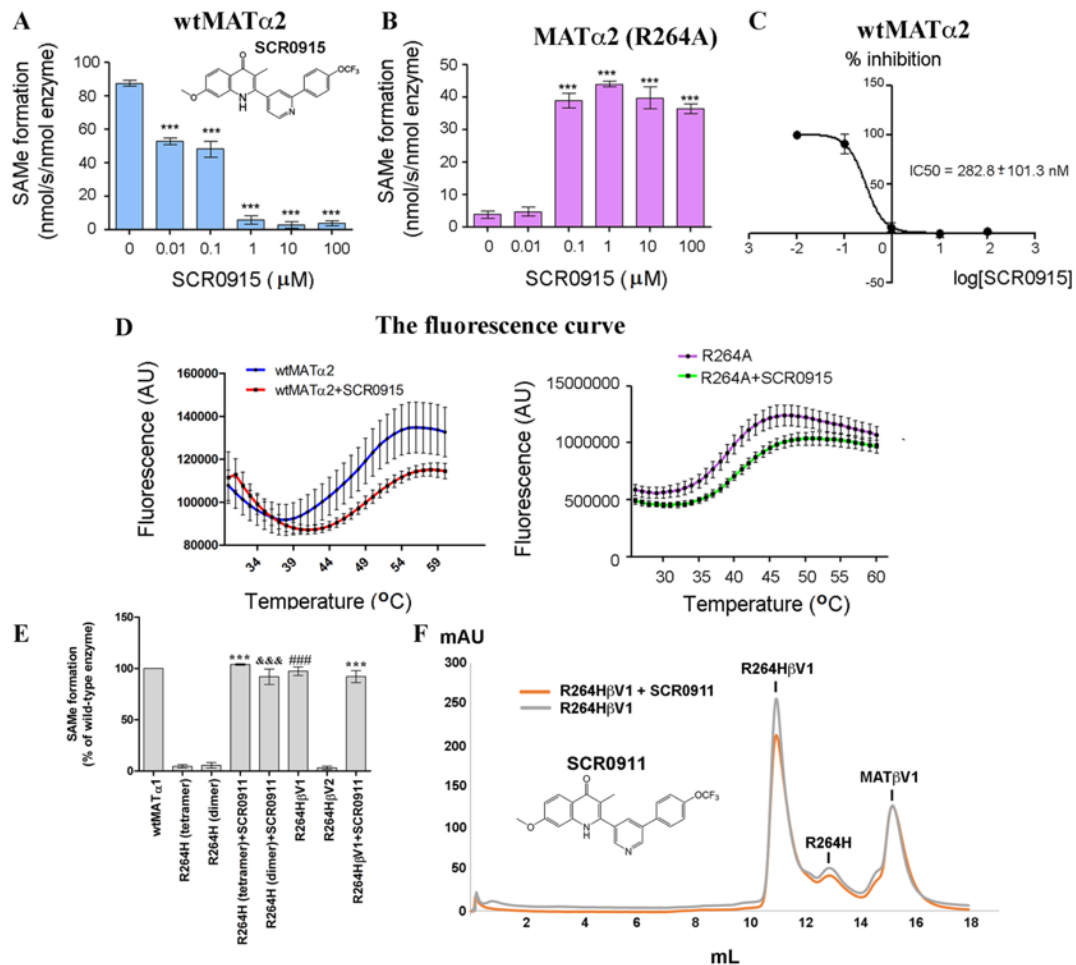 A
wtMATα2
SCR0915
SAMe formation
(nmol/s/nmol enzyme)
100
80
60
40
20
0
***
***
***
***
***
0
0.01
0.1
1
10
100
SCR0915 ( μM)
O
O
N
H
N
OCF3
B
MATα2 (R264A)
SAMe formation
(nmol/s/nmol enzyme)
50
40
30
20
10
0
***
***
***
***
0
0.01
0.1
1
10
100
SCR0915 ( μM)
C
wtMATα2
% inhibition
150
100
50
-50
IC50 = 282.8 ± 101.3 nM
3
-2
-1
0
1
2
3
log[SCR0915]
D
The fluorescence curve
Fluorescence (AU)
160000
140000
120000
100000
80000
wtMATα2
wtMATα2+SCR0915
34
39
44
49
54
59
Temperature (°C)
Fluorescence (AU)
15000000
1000000
500000
0
R264A
R264A+SCR0915
30
35
40
45
50
55
60
Temperature (°C)
E
SAMe formation
(% of wild-type enzyme)
150
100
50
0
***
&&&
###
***
wtMATα1
R264H (tetramer)
R264H (dimer)
R264H (tetramer)+SCR0911
R264H (dimer)+SCR0911
R264HβV1
R264HβV2
R264HβV1+SCR0911
F
mAU
300
250
200
150
100
50
0
R264HβV1 + SCR0911
R264HβV1
SCR0911
O
O
N
H
N
OCF3
R264HβV1
R264H
MATβV1
2
4
6
8
10
12
14
16
18
mL